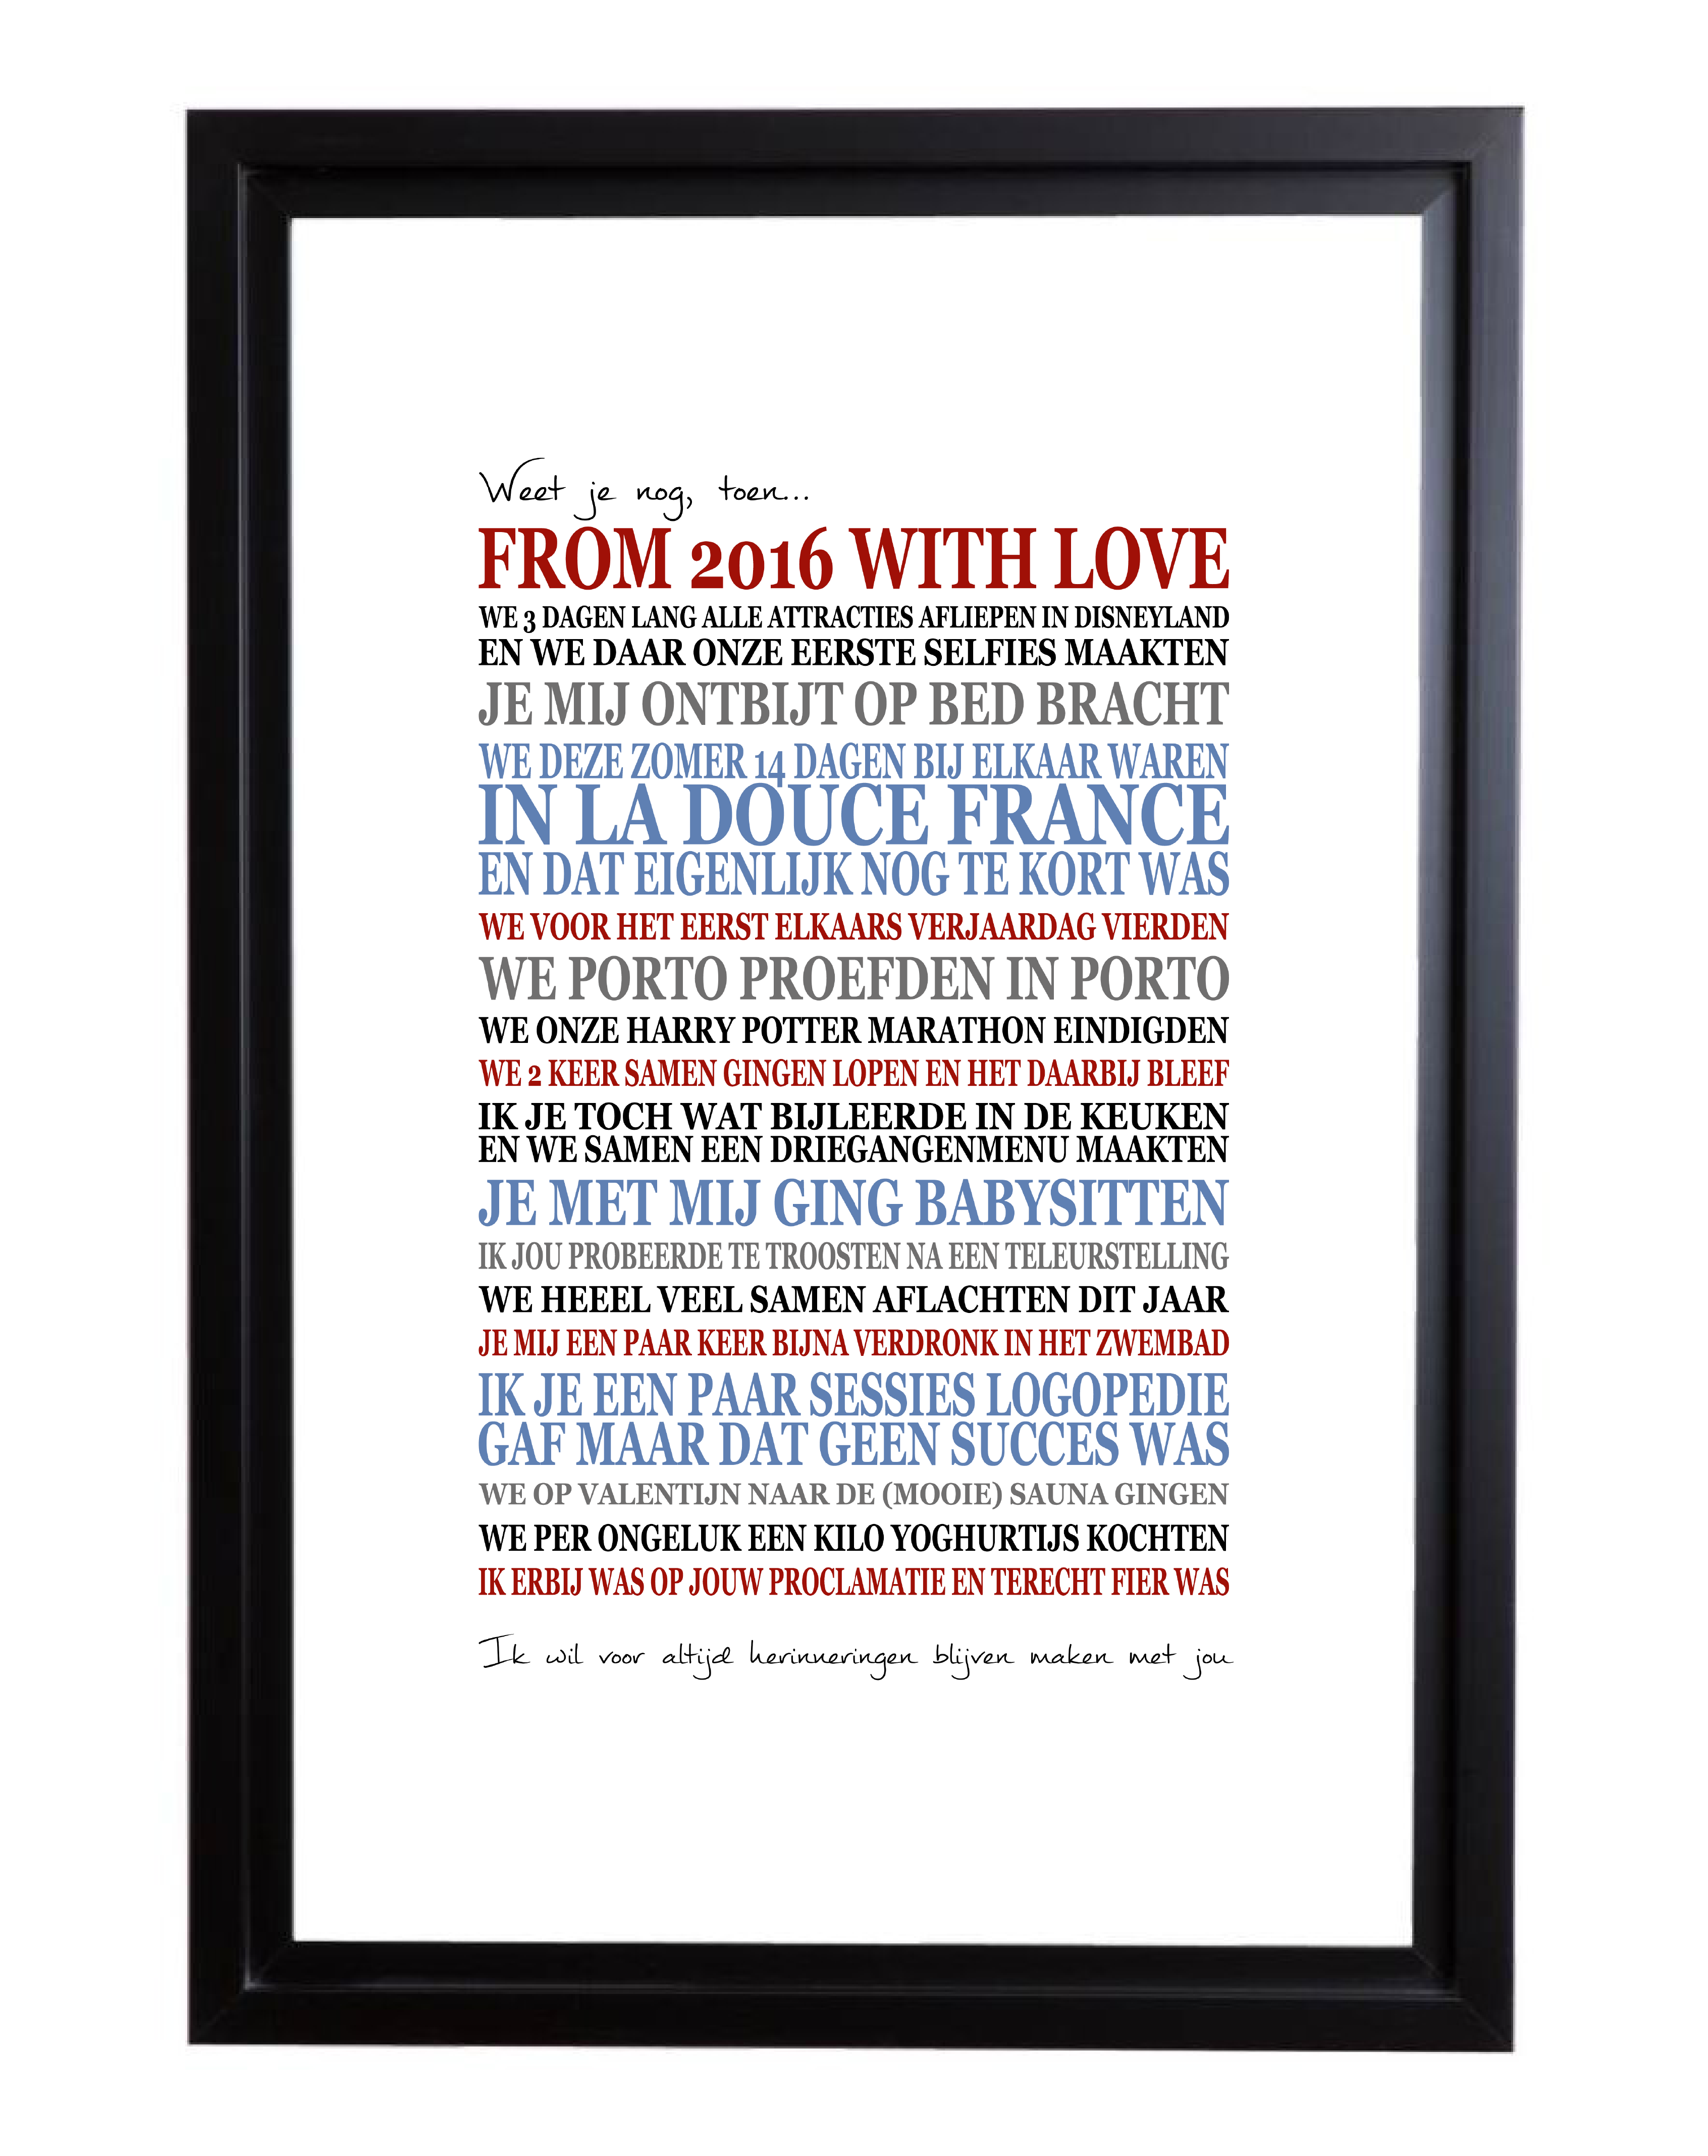 Weet je nog, toen...
FROM 2016 WITH LOVE
WE 3 DAGEN LANG ALLE ATTRACTIES AFLIEPEN IN DISNEYLAND
EN WE DAAR ONZE EERSTE SELFIES MAAKTEN
JE MIJ ONTBIJT OP BED BRACHT
WE DEZE ZOMER 14 DAGEN BIJ ELKAAR WAREN
IN LA DOUCE FRANCE
EN DAT EIGENLIJK NOG TE KORT WAS
WE VOOR HET EERST ELKAARS VERJAARDAG VIERDEN
WE PORTO PROEFDEN IN PORTO
WE ONZE HARRY POTTER MARATHON EINDIGDEN
WE 2 KEER SAMEN GINGEN LOPEN EN HET DAARBIJ BLEEF
IK JE TOCH WAT BIJLEERDE IN DE KEUKEN
EN WE SAMEN EEN DRIEGANGENMENU MAAKTEN
JE MET MIJ GING BABYSITTEN
IK JOU PROBEERDE TE TROOSTEN NA EEN TELEURSTELLING
WE HEEEL VEEL SAMEN AFLACHTEN DIT JAAR
JE MIJ EEN PAAR KEER BIJNA VERDRONK IN HET ZWEMBAD
IK JE EEN PAAR SESSIES LOGOPEDIE
GAF MAAR DAT GEEN SUCCES WAS
WE OP VALENTIJN NAAR DE (MOOIE) SAUNA GINGEN
WE PER ONGELUK EEN KILO YOGHURTIJS KOCHTEN
IK ERBIJ WAS OP JOUW PROCLAMATIE EN TERECHT FIER WAS
Ik wil voor altijd herinneringen blijven maken met jou